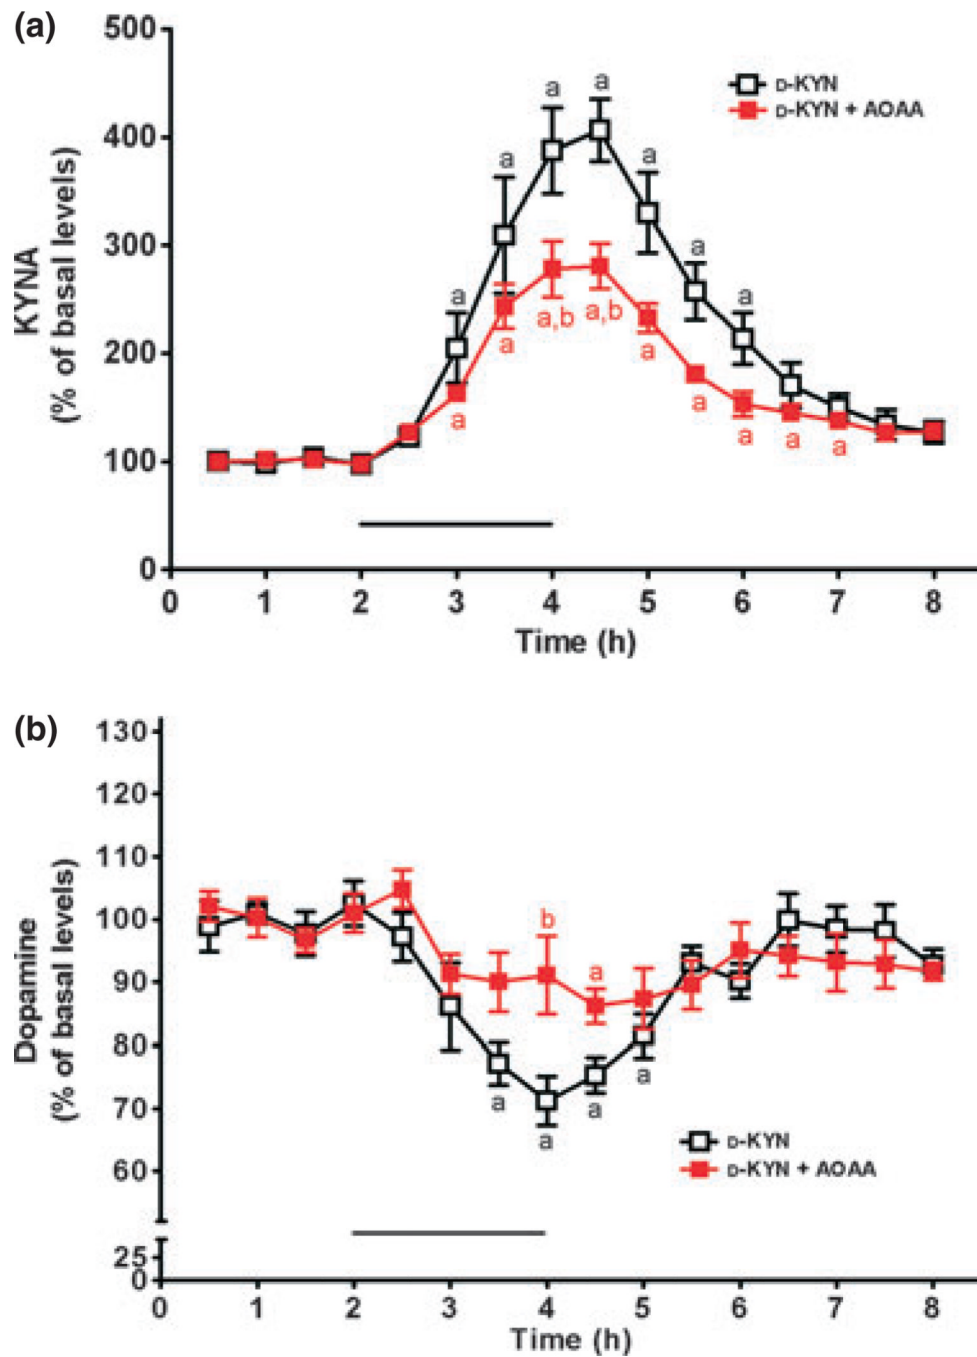 (a)
500
400
300
200
100
0
KYNA
(% of basal levels)
D-KYN
D-KYN + AOAA
a
a
a
a
a
a
a
a
a
a,b
a,b
a
a
a
a
a
0 1 2 3 4 5 6 7 8
Time (h)
(b)
130
120
110
100
90
80
70
60
25
0
Dopamine
(% of basal levels)
b
a
a
a
a
a
D-KYN
D-KYN + AOAA
0 1 2 3 4 5 6 7 8
Time (h)